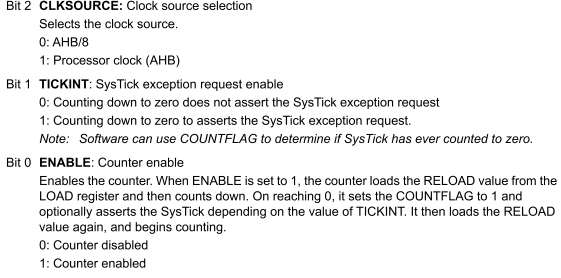 Bit 2 CLKSOURCE: Clock source selection
Selects the clock source.
0: AHB/8
1: Processor clock (AHB)
Bit 1 TICKINT: SysTick exception request enable
0: Counting down to zero does not assert the SysTick exception request
1: Counting down to zero to asserts the SysTick exception request.
Note: Software can use COUNTFLAG to determine if SysTick has ever counted to zero.
Bit 0 ENABLE: Counter enable
Enables the counter. When ENABLE is set to 1, the counter loads the RELOAD value from the
LOAD register and then counts down. On reaching 0, it sets the COUNTFLAG to 1 and
optionally asserts the SysTick depending on the value of TICKINT. It then loads the RELOAD
value again, and begins counting.
0: Counter disabled
1: Counter enabled